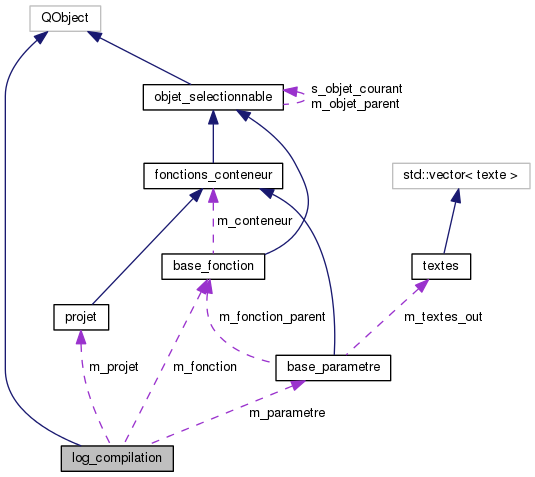 QObject
objet_selectionnable
s_objet_courant
m_objet_parent
fonctions_conteneur
std::vector< texte >
m_conteneur
base_fonction
textes
projet
m_fonction_parent
m_textes_out
m_projet
m_fonction
base_parametre
m_parametre
log_compilation